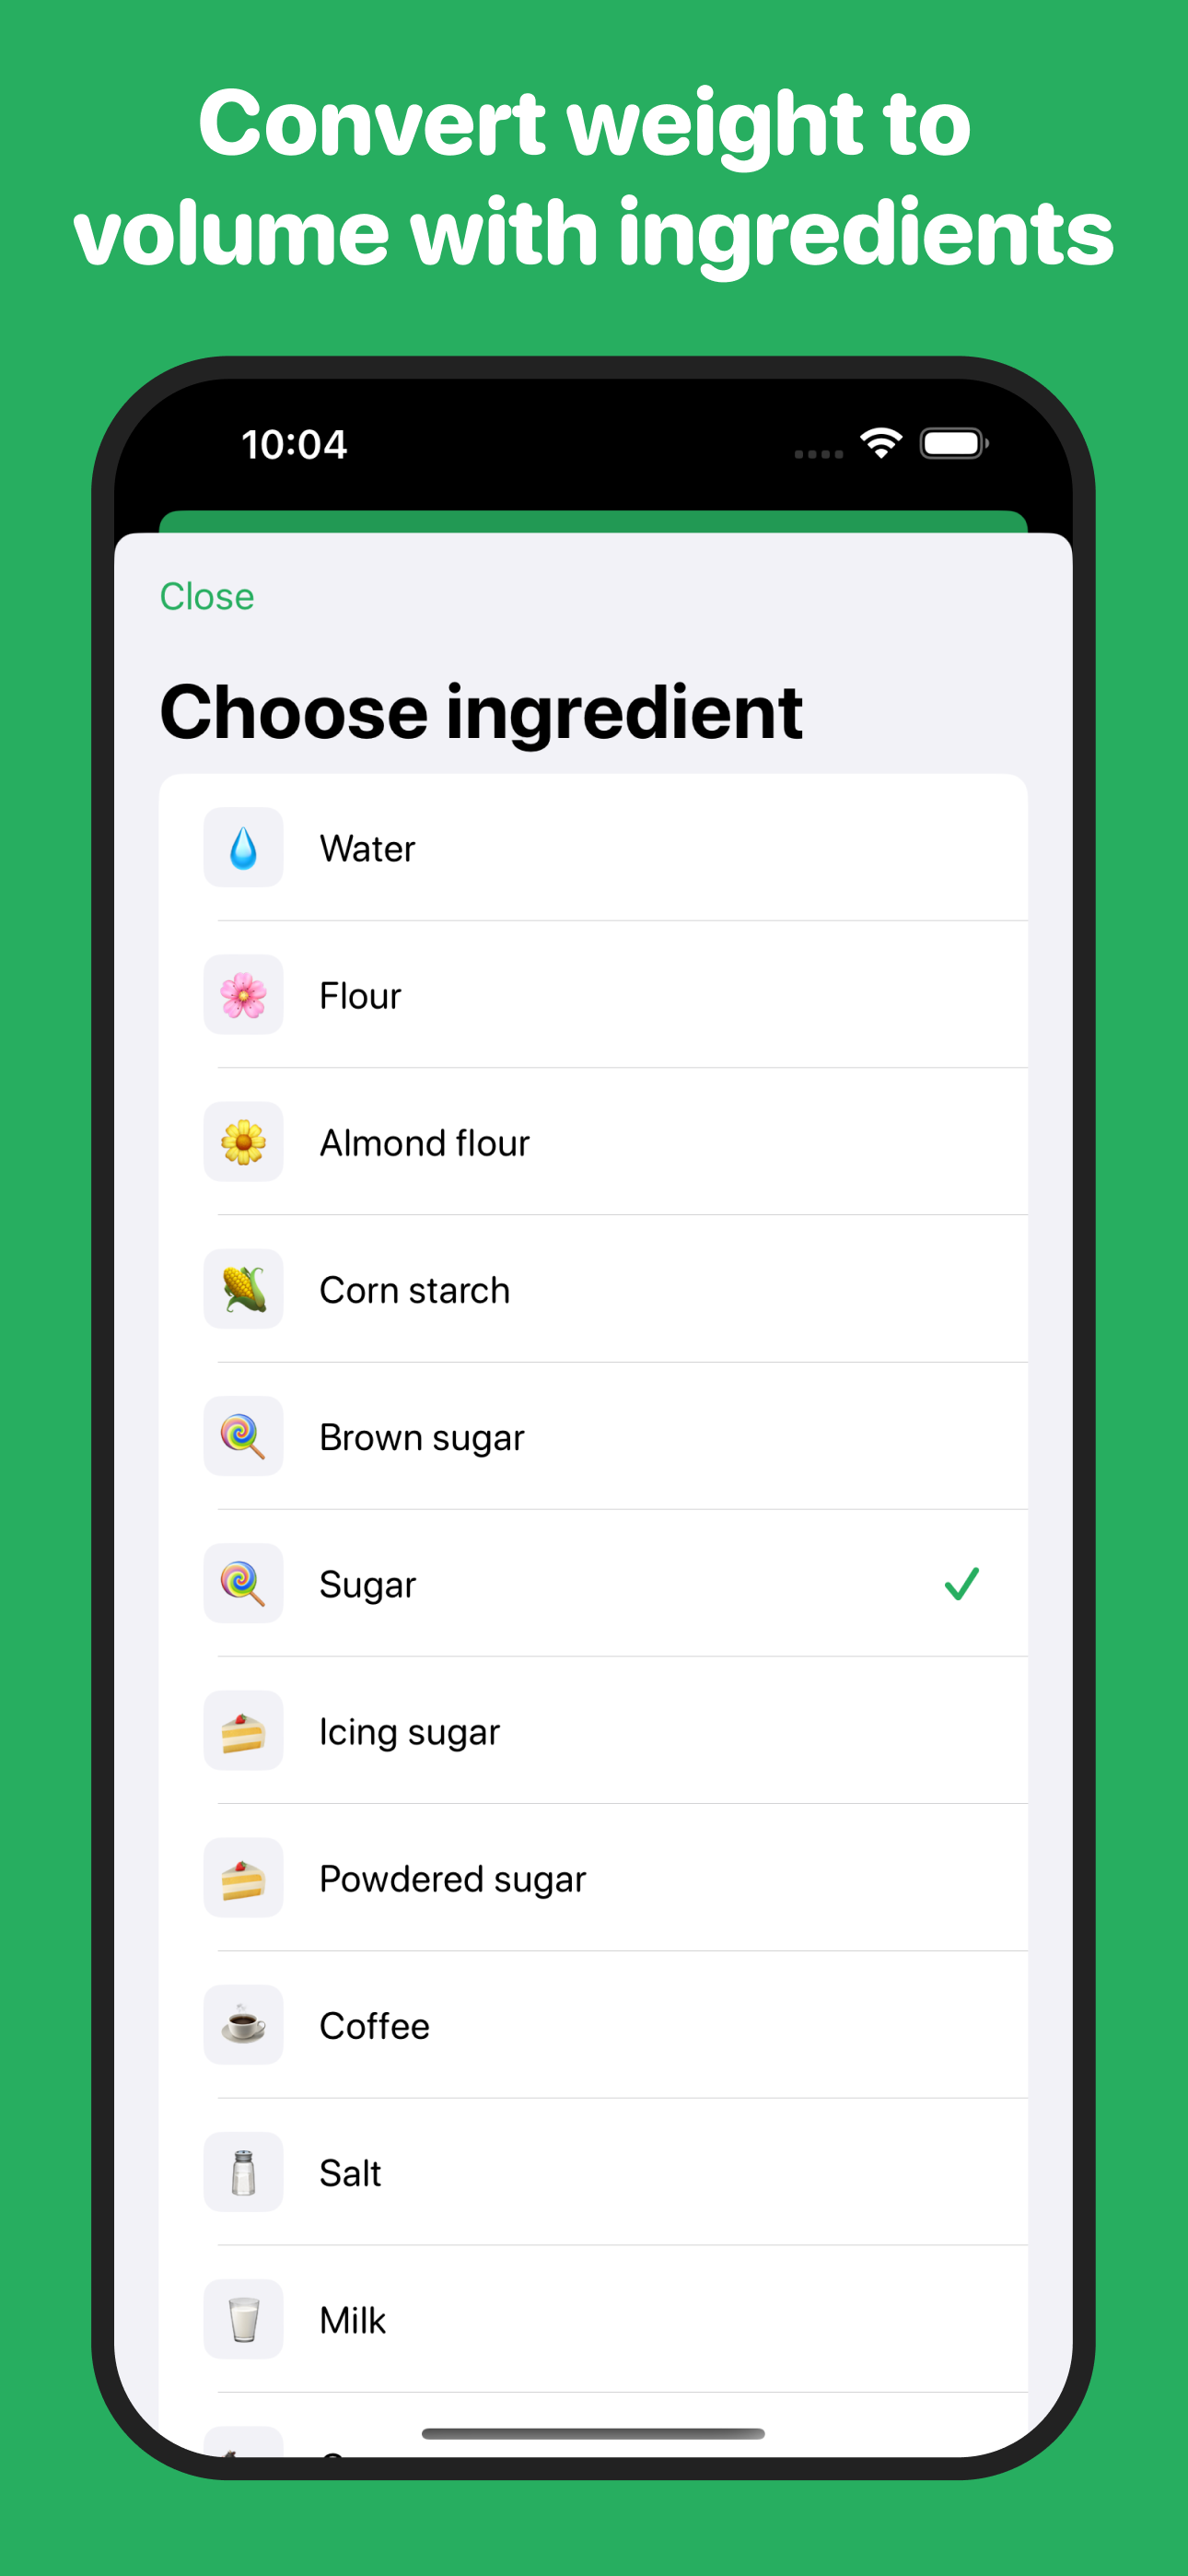 Convert weight to
volume with ingredients
10:04
Close
Choose ingredient
Water
Flour
Almond flour
Corn starch
Brown sugar
Sugar
Icing sugar
Powdered sugar
Coffee
Salt
Milk